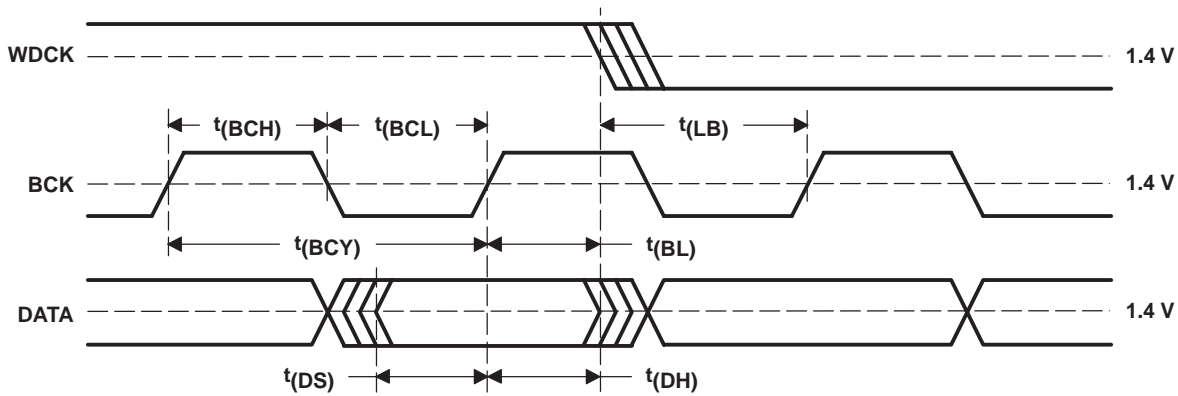 WDCK
1.4 V
t(BCH)
t(BCL)
t(LB)
BCK
1.4 V
t(BCY)
t(BL)
DATA
1.4 V
t(DS)
t(DH)